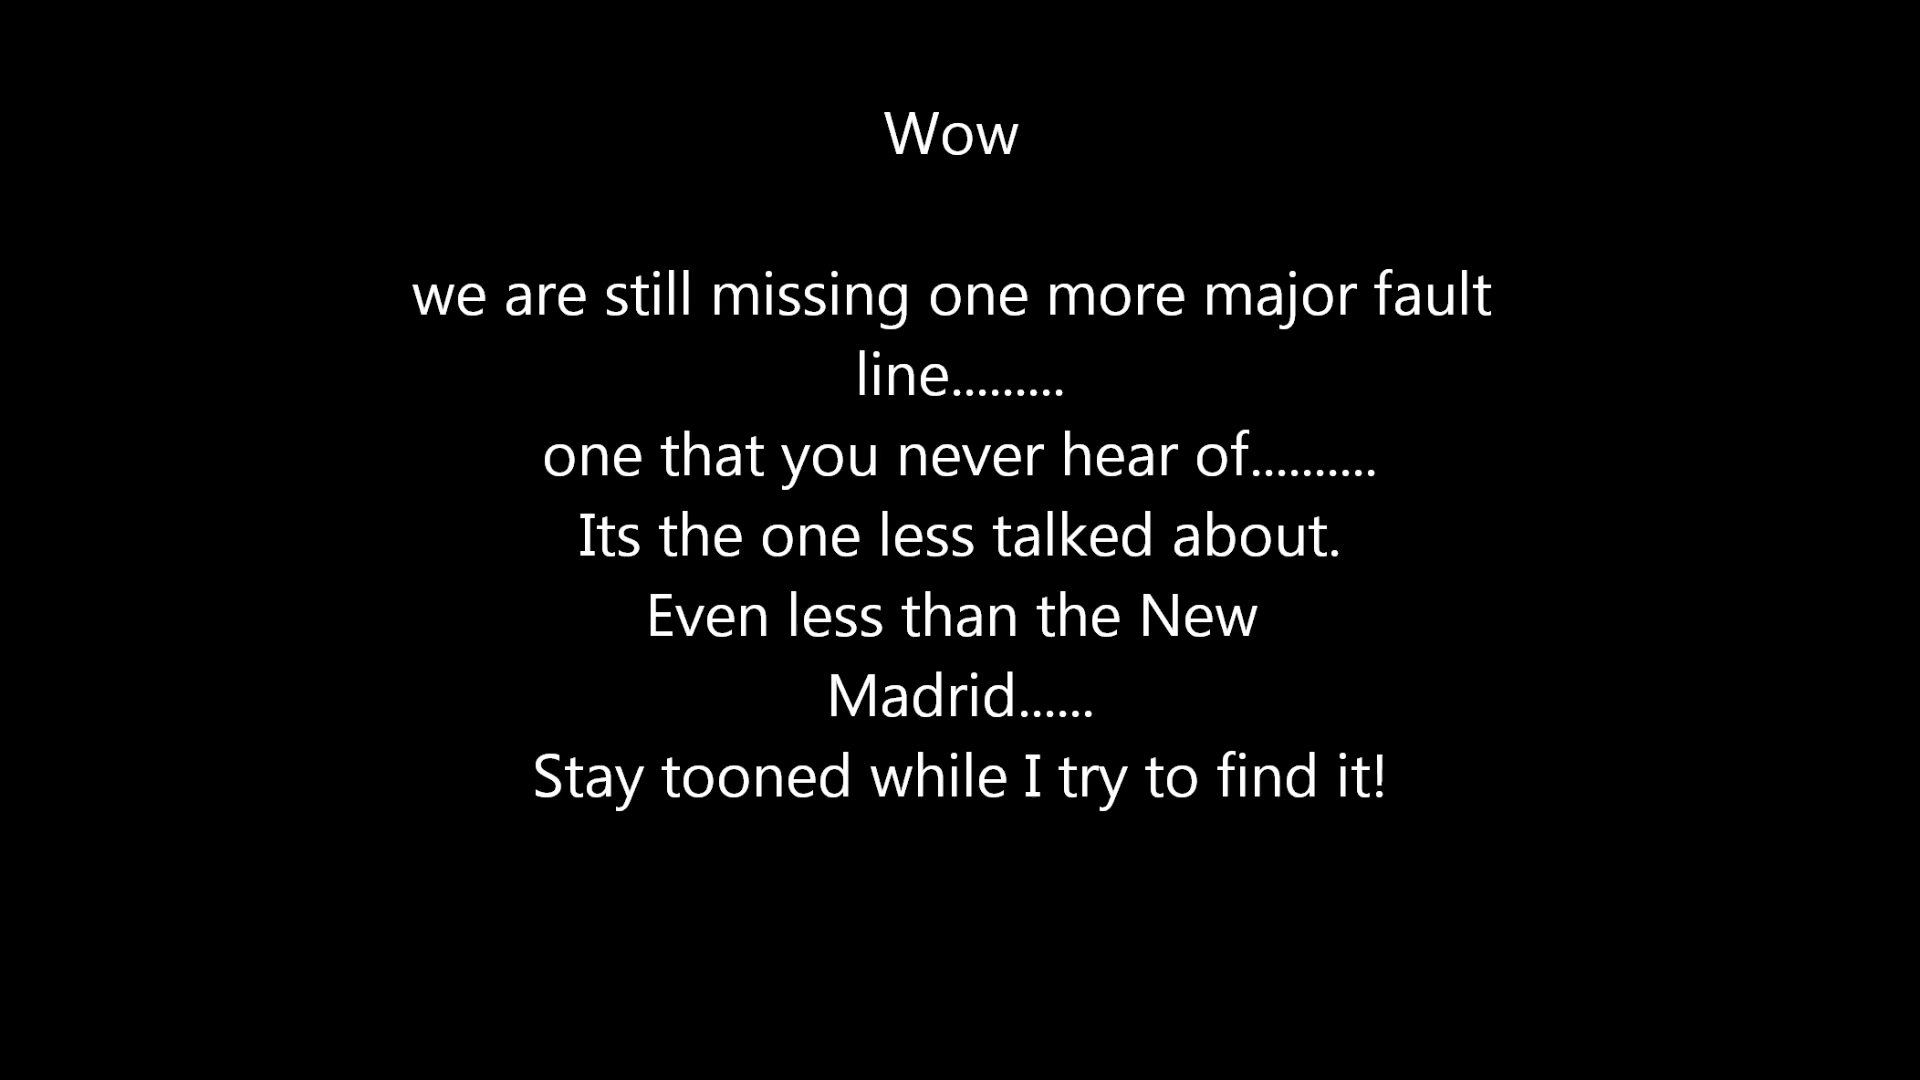 Wow
we are still missing one more major fault
line.........
one that you never hear of..........
Its the one less talked about.
Even less than the New
Madrid......
Stay tooned while I try to find it!